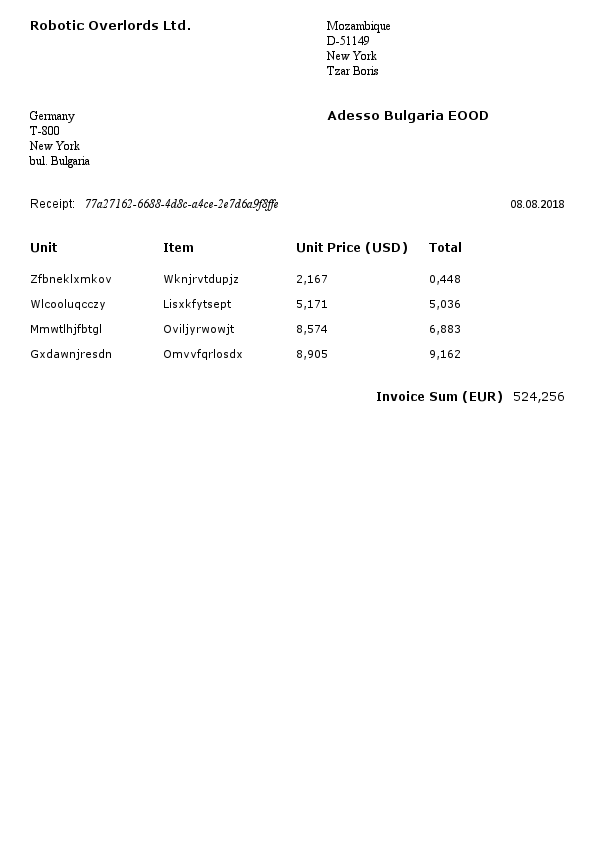 Robotic Overlords Ltd.
Mozambique
D-51149
New York
Tzar Boris
Germany
T-800
New York
bul. Bulgaria
Adesso Bulgaria EOOD
Receipt: 77a27162-6688-4d8c-a4ce-2e7d6a9f8ffe 08.08.2018
Unit Item Unit Price (USD) Total
Zfbneklxmkov Wknjrvtdupjz 2,167 0,448
Wlcooluqcczy Lisxkfytsept 5,171 5,036
Mmwtlhjfbtgl Oviljyrwowjt 8,574 6,883
Gxdawnjresdn Omvvfqrlosdx 8,905 9,162
Invoice Sum (EUR) 524,256